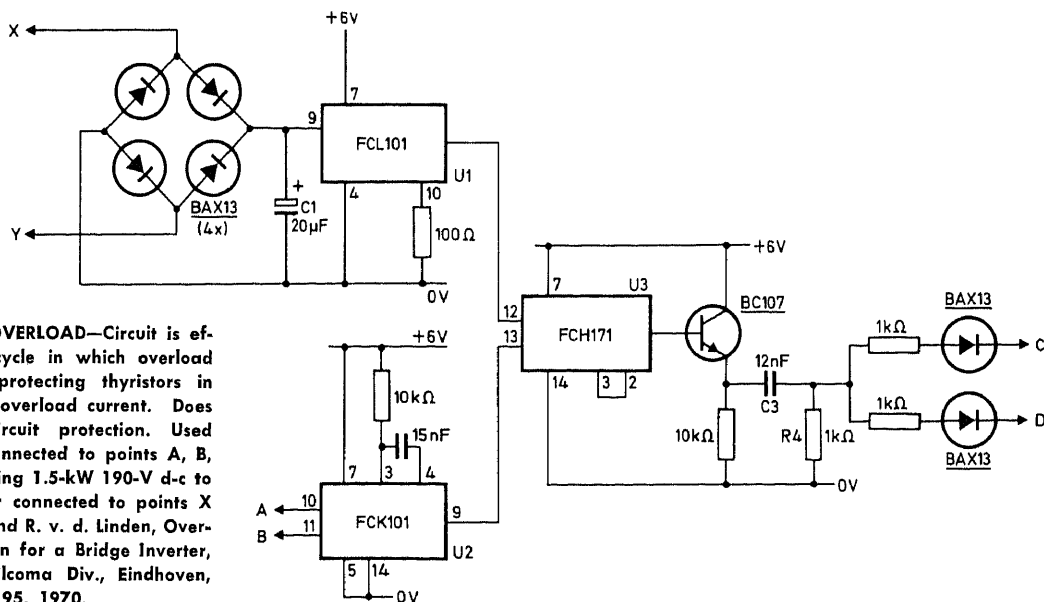 +6V
X
7
9
FCL101
U1
4
10
+
C1
20µF
BAX13
(4x)
Y
100Ω
0V
+6V
7
U3
12
13
FCH171
BC107
14
3
2
BAX13
1kΩ
C
12nF
C3
1kΩ
D
10kΩ
R4
1kΩ
BAX13
0V
OVERLOAD—Circuit is ef-
cycle in which overload
protecting thyristors in
overload current. Does
ircuit protection. Used
nnected to points A, B,
ing 1.5-kW 190-V d-c to
connected to points X
nd R. v. d. Linden, Over-
n for a Bridge Inverter,
lcoma Div., Eindhoven,
95, 1970.
+6V
10kΩ
15nF
7
3
4
A
10
B
11
FCK101
9
U2
5
14
0V